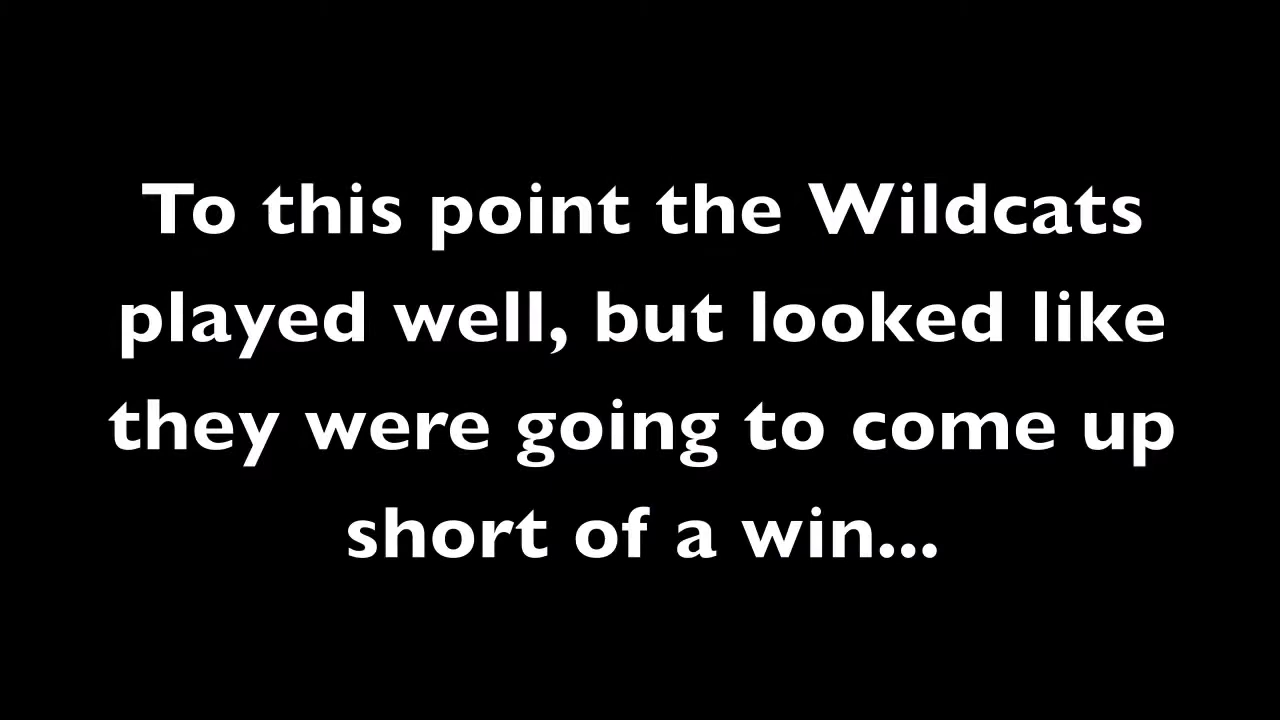 To this point the Wildcats
played well, but looked like
they were going to come up
short of a win...